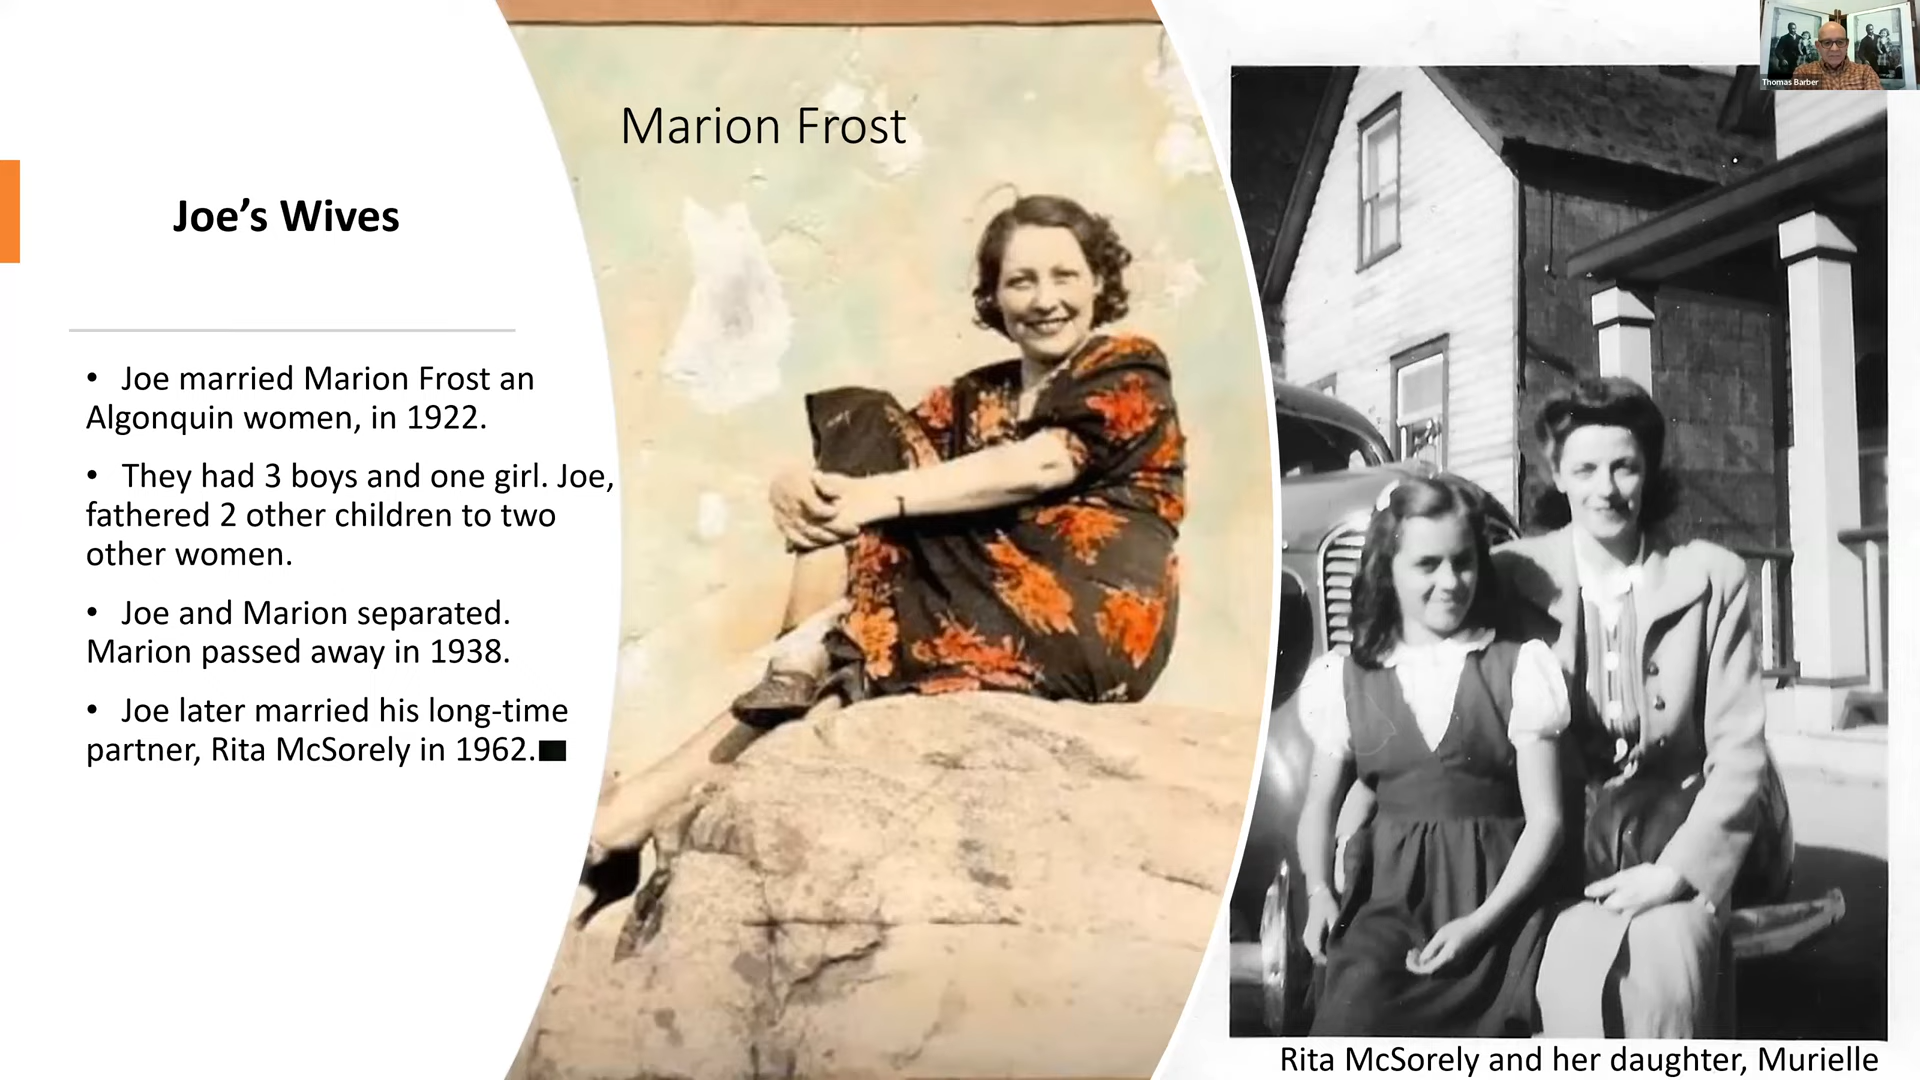 Thomas Barber
Marion Frost
Joe’s Wives
• Joe married Marion Frost an
Algonquin women, in 1922.
• They had 3 boys and one girl. Joe,
fathered 2 other children to two
other women.
• Joe and Marion separated.
Marion passed away in 1938.
• Joe later married his long-time
partner, Rita McSorely in 1962.
Rita McSorely and her daughter, Murielle